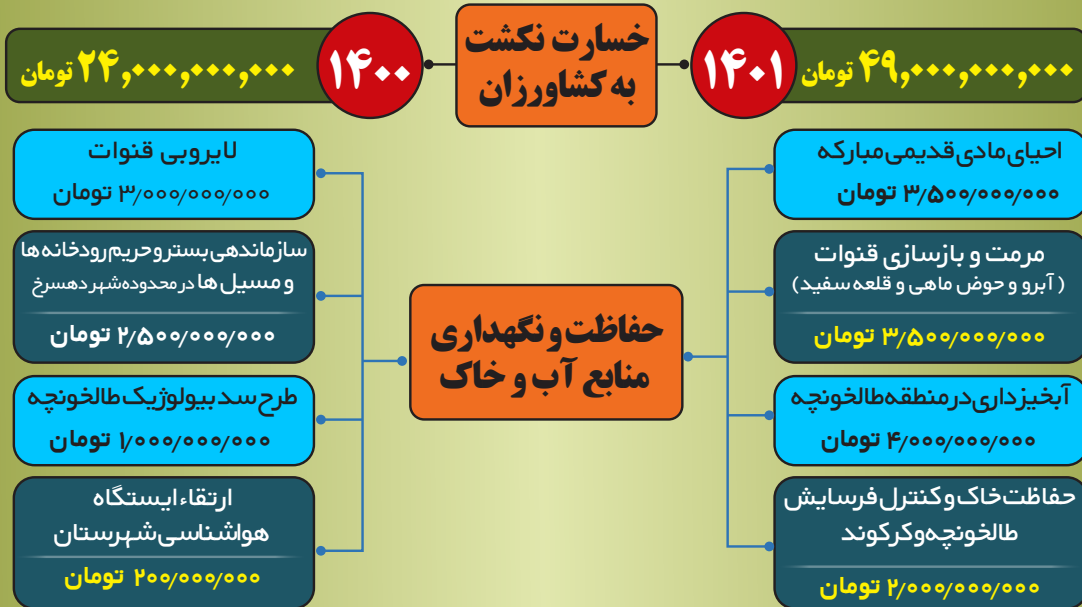 خسارت نکشت
به کشاورزان
۱۴۰۱
۴۹,۰۰۰,۰۰۰,۰۰۰ تومان
۱۴۰۰
۲۴,۰۰۰,۰۰۰,۰۰۰ تومان
حفاظت و نگهداری
منابع آب و خاک
احیای مادی قدیمی مبارکه
۳/۵۰۰/۰۰۰/۰۰۰ تومان
مرمت و بازسازی قنوات
(آبرو و حوض ماهی و قلعه سفید)
۳/۵۰۰/۰۰۰/۰۰۰ تومان
آبخیزداری در منطقه طالخونچه
۴/۰۰۰/۰۰۰/۰۰۰ تومان
حفاظت خاک و کنترل فرسایش
طالخونچه و کرکوند
۲/۰۰۰/۰۰۰/۰۰۰ تومان
لایروبی قنوات
۳/۰۰۰/۰۰۰/۰۰۰ تومان
سازماندهی بستر و حریم رودخانه ها
و مسیل ها در محدوده شهر دهسرخ
۲/۵۰۰/۰۰۰/۰۰۰ تومان
طرح سد بیولوژیک طالخونچه
۱/۰۰۰/۰۰۰/۰۰۰ تومان
ارتقاء ایستگاه
هواشناسی شهرستان
۲۰۰/۰۰۰/۰۰۰ تومان